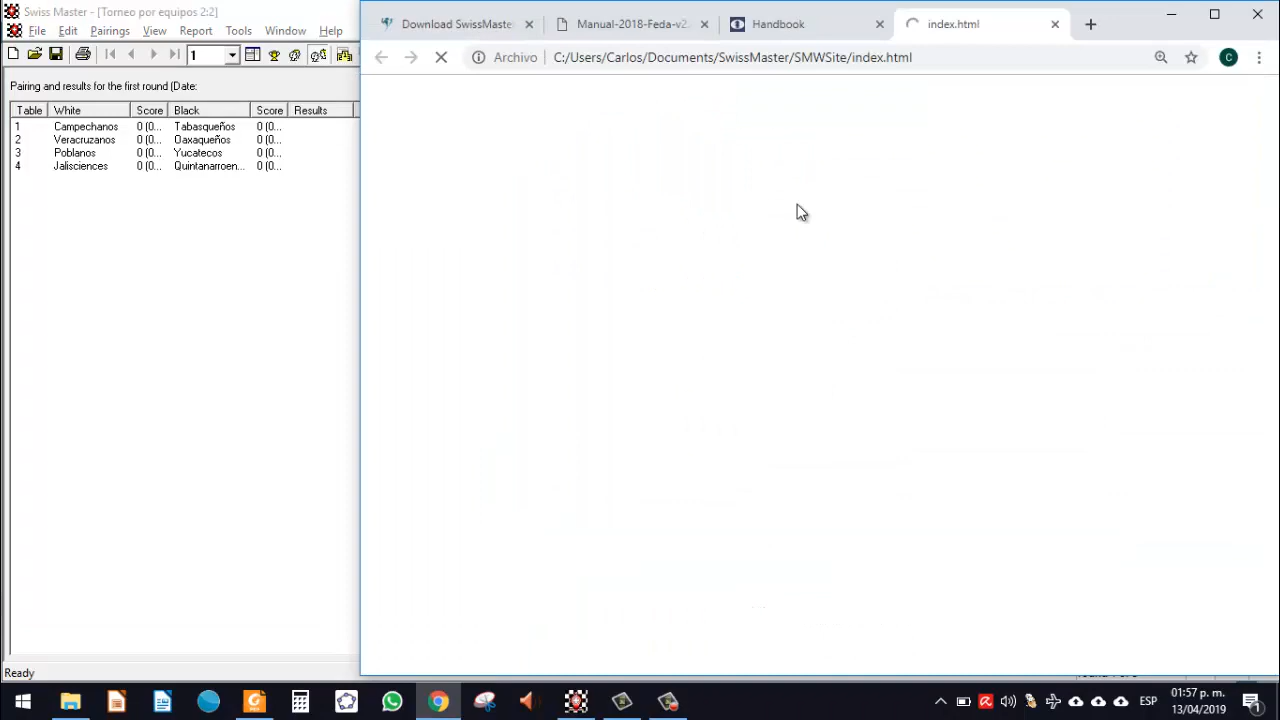 Swiss Master - [Torneo por equipos 2:2]
File Edit Pairings View Report Tools Window Help
1
Pairing and results for the first round (Date:
Table White Score Black Score Results
1 Campechanos 0 (0... Tabasqueños 0 (0...
2 Veracruzanos 0 (0... Oaxaqueños 0 (0...
3 Poblanos 0 (0... Yucatecos 0 (0...
4 Jalisciences 0 (0... Quintanarroen... 0 (0...
Ready
Download SwissMaste
Manual-2018-Feda-v2.
Handbook
index.html
Archivo C:/Users/Carlos/Documents/SwissMaster/SMWSite/index.html
C
ESP
01:57 p. m.
13/04/2019
1